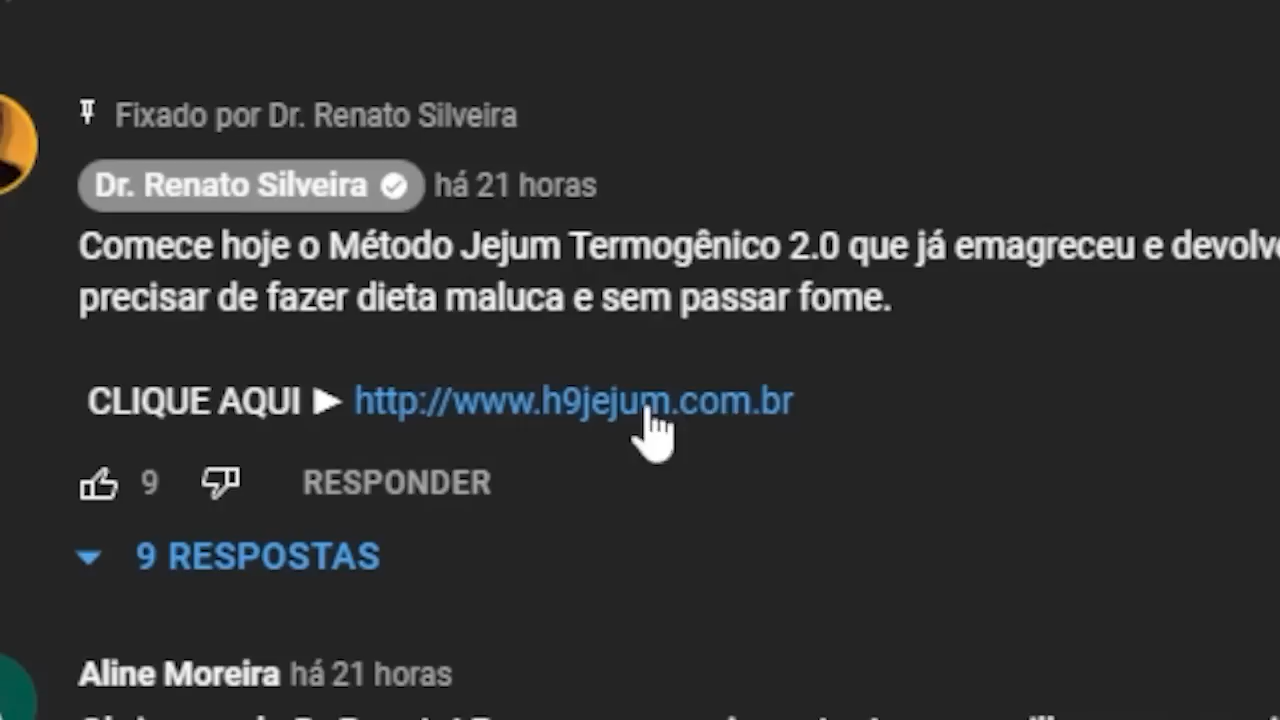 Fixado por Dr. Renato Silveira
Dr. Renato Silveira há 21 horas
Comece hoje o Método Jejum Termogênico 2.0 que já emagreceu e
precisar de fazer dieta maluca e sem passar fome.
CLIQUE AQUI ► http://www.h9jejum.com.br
9 RESPONDER
9 RESPOSTAS
Aline Moreira há 21 horas